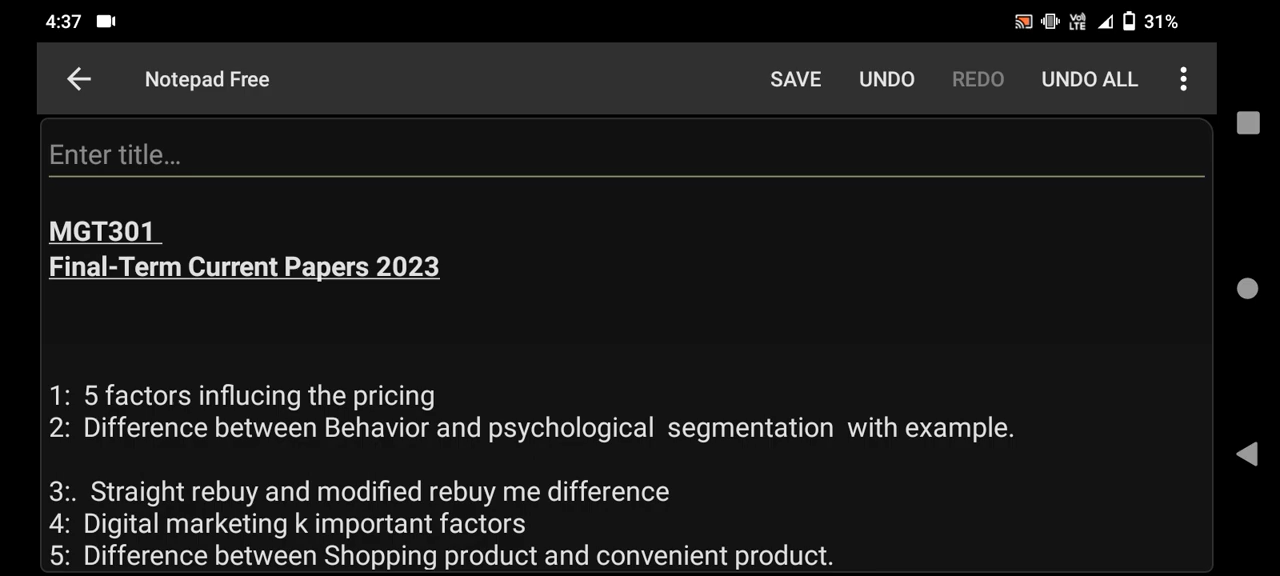 4:37
VoI LTE 31%
Notepad Free SAVE UNDO REDO UNDO ALL
Enter title...
MGT301
Final-Term Current Papers 2023
1: 5 factors influcing the pricing
2: Difference between Behavior and psychological segmentation with example.
3:. Straight rebuy and modified rebuy me difference
4: Digital marketing k important factors
5: Difference between Shopping product and convenient product.